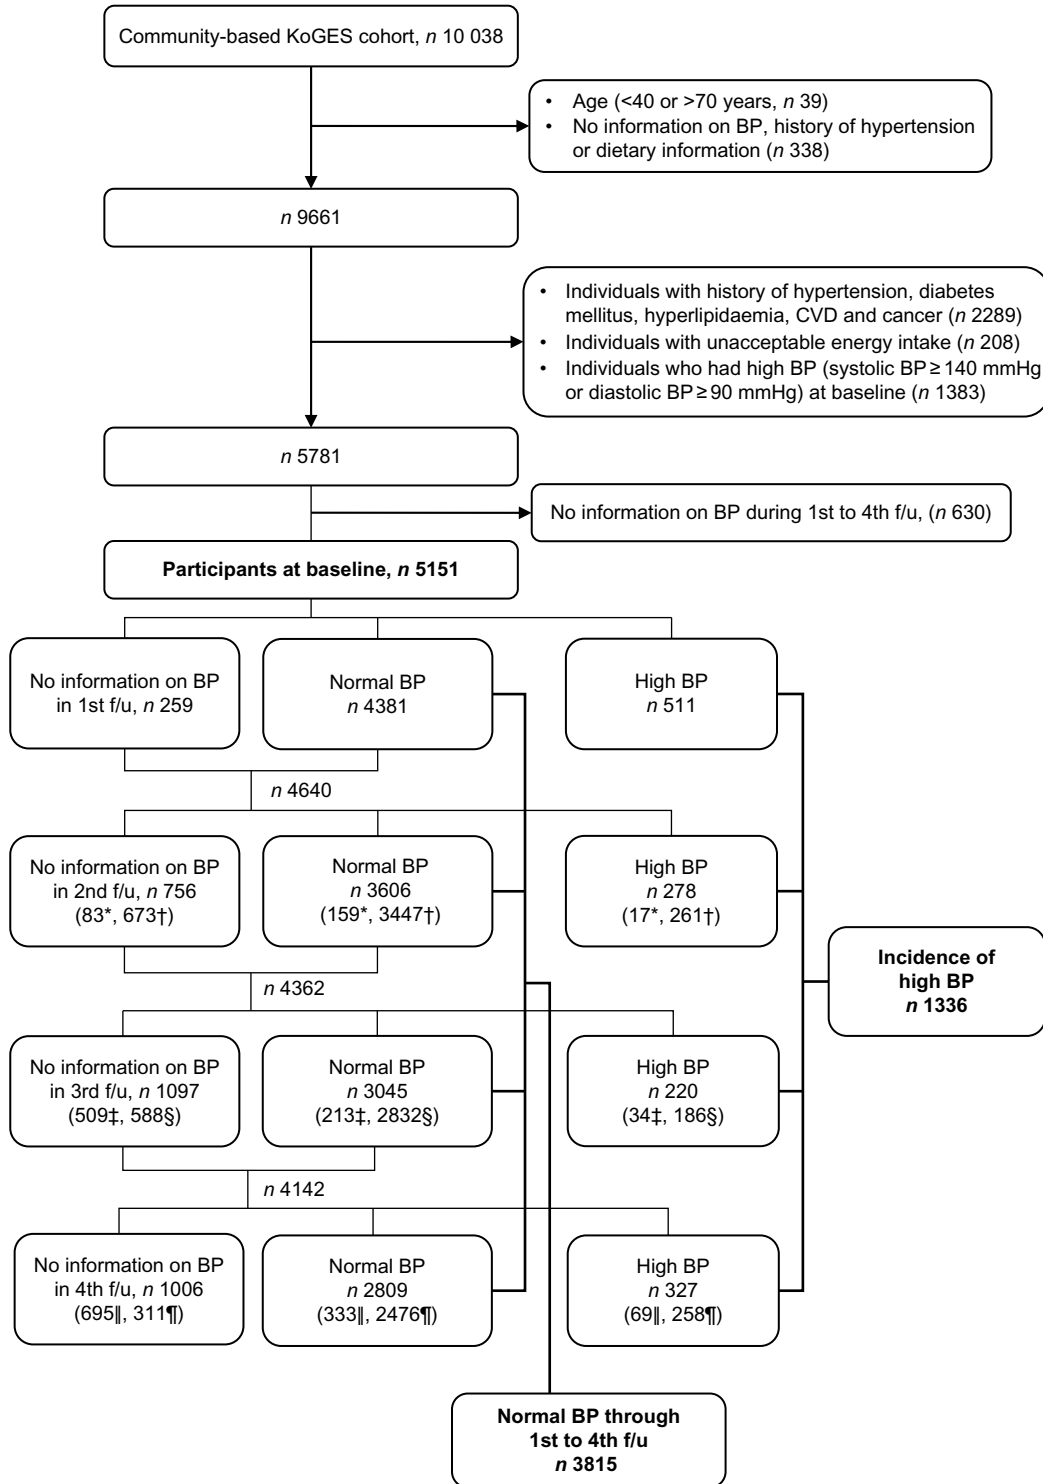 Community-based KoGES cohort, n 10 038
• Age (<40 or >70 years, n 39)
• No information on BP, history of hypertension
or dietary information (n 338)
n 9661
• Individuals with history of hypertension, diabetes
mellitus, hyperlipidaemia, CVD and cancer (n 2289)
• Individuals with unacceptable energy intake (n 208)
• Individuals who had high BP (systolic BP ≥ 140 mmHg
or diastolic BP ≥ 90 mmHg) at baseline (n 1383)
n 5781
No information on BP during 1st to 4th f/u, (n 630)
Participants at baseline, n 5151
No information on BP
in 1st f/u, n 259
Normal BP
n 4381
High BP
n 511
n 4640
No information on BP
in 2nd f/u, n 756
(83*, 673†)
Normal BP
n 3606
(159*, 3447†)
High BP
n 278
(17*, 261†)
Incidence of
high BP
n 1336
n 4362
No information on BP
in 3rd f/u, n 1097
(509‡, 588§)
Normal BP
n 3045
(213‡, 2832§)
High BP
n 220
(34‡, 186§)
n 4142
No information on BP
in 4th f/u, n 1006
(695‖, 311¶)
Normal BP
n 2809
(333‖, 2476¶)
High BP
n 327
(69‖, 258¶)
Normal BP through
1st to 4th f/u
n 3815